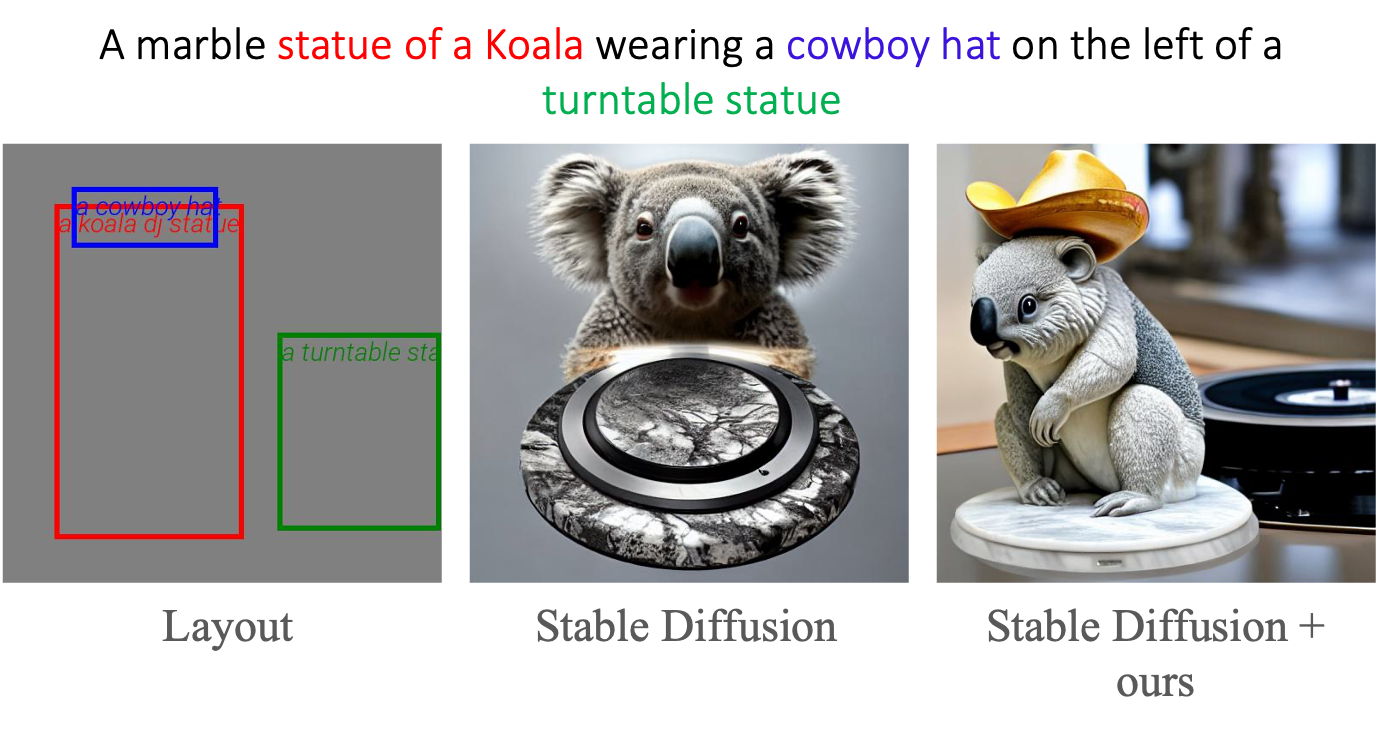 A marble statue of a Koala wearing a cowboy hat on the left of a
turntable statue
a cowboy hat
a koala dj statue
a turntable sta
Layout
Stable Diffusion
Stable Diffusion +
ours